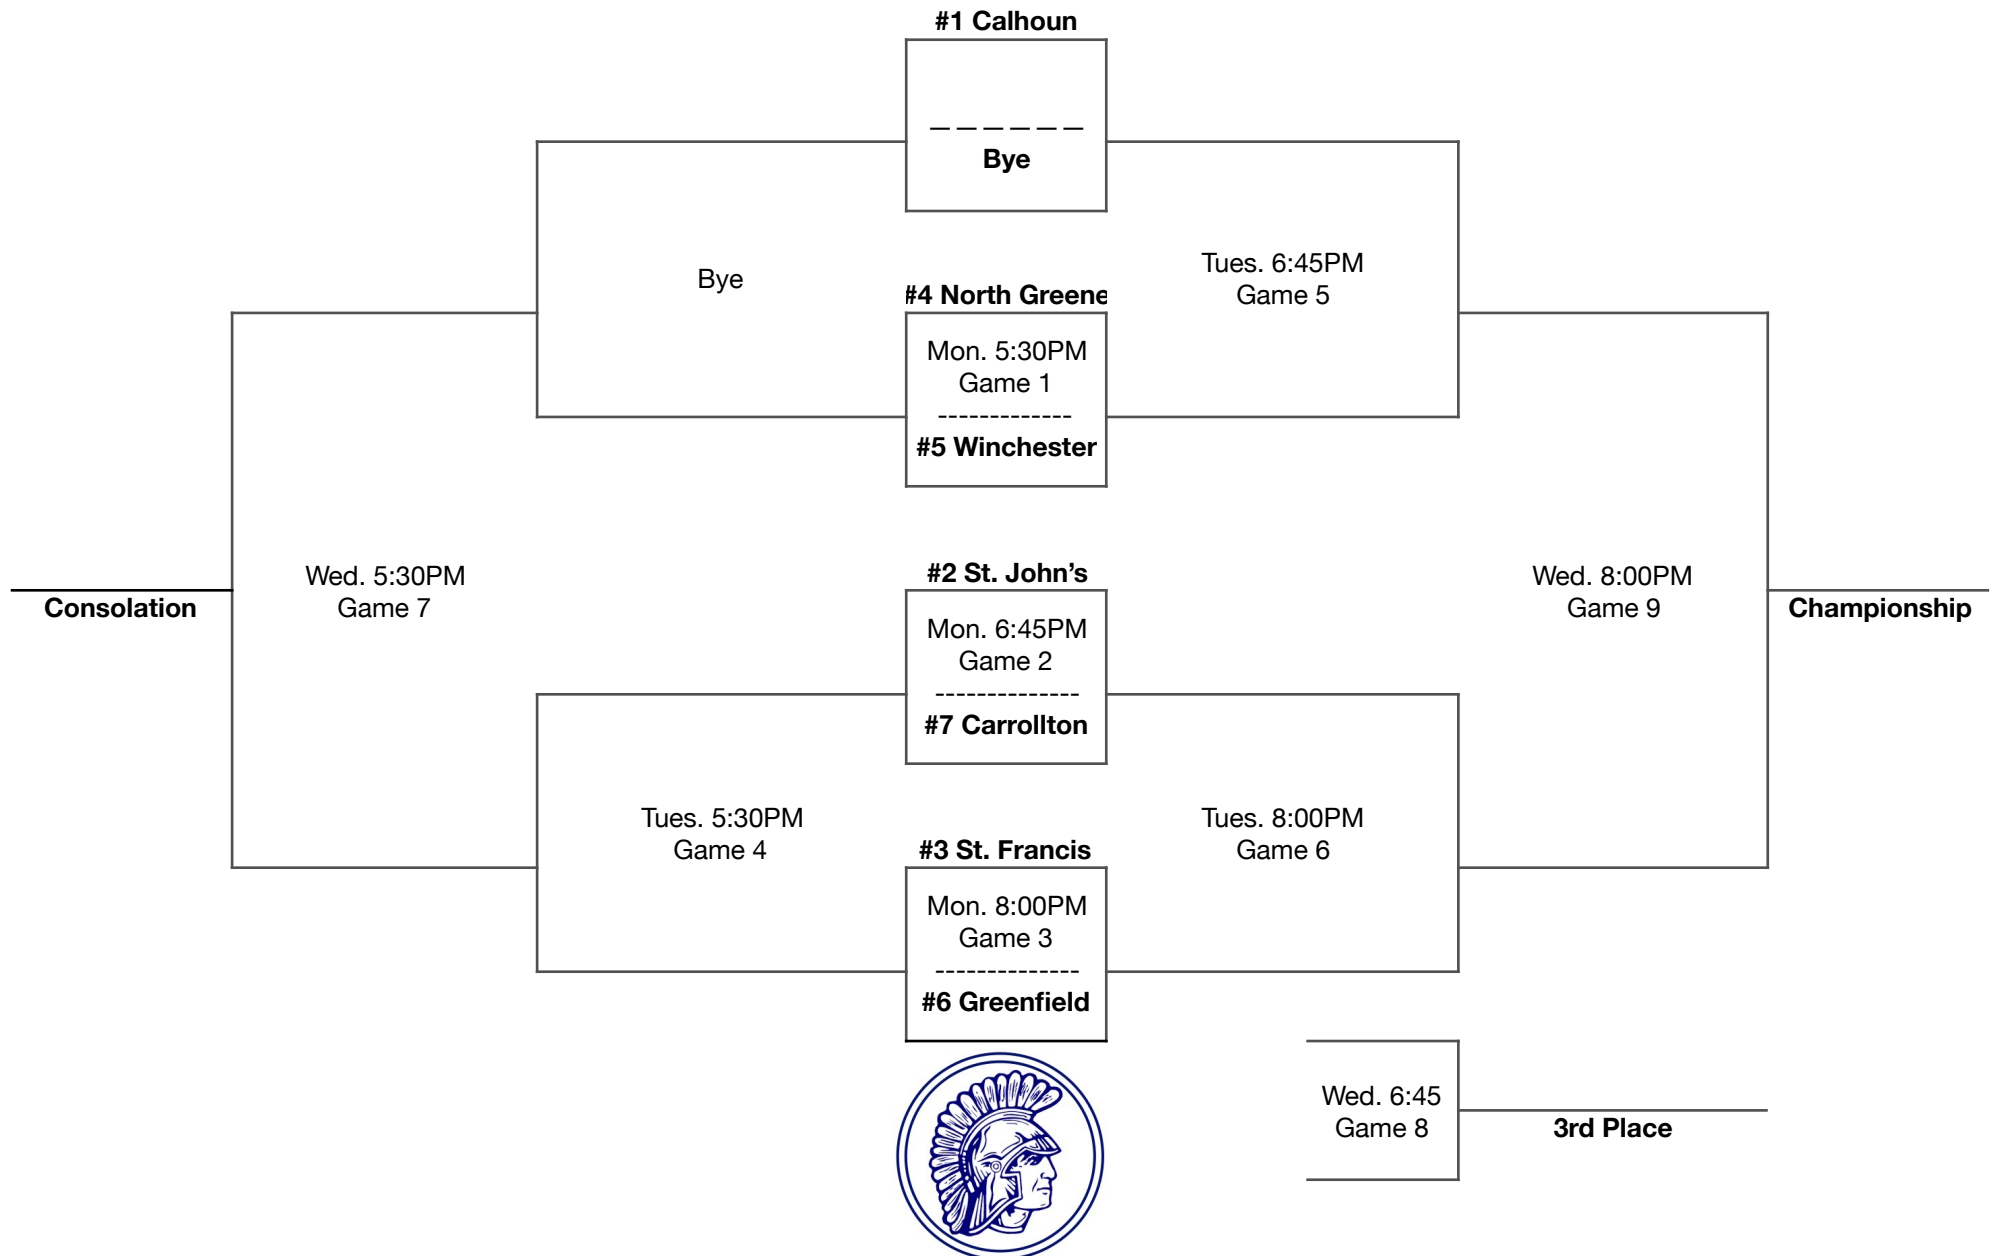 #1 Calhoun
— — — — — —
Bye
Bye
Tues. 6:45PM
Game 5
#4 North Greene
Mon. 5:30PM
Game 1
-------------
#5 Winchester
Wed. 5:30PM
Game 7
Consolation
#2 St. John’s
Mon. 6:45PM
Game 2
--------------
#7 Carrollton
Wed. 8:00PM
Game 9
Championship
Tues. 5:30PM
Game 4
#3 St. Francis
Mon. 8:00PM
Game 3
--------------
#6 Greenfield
Tues. 8:00PM
Game 6
Wed. 6:45
Game 8
3rd Place